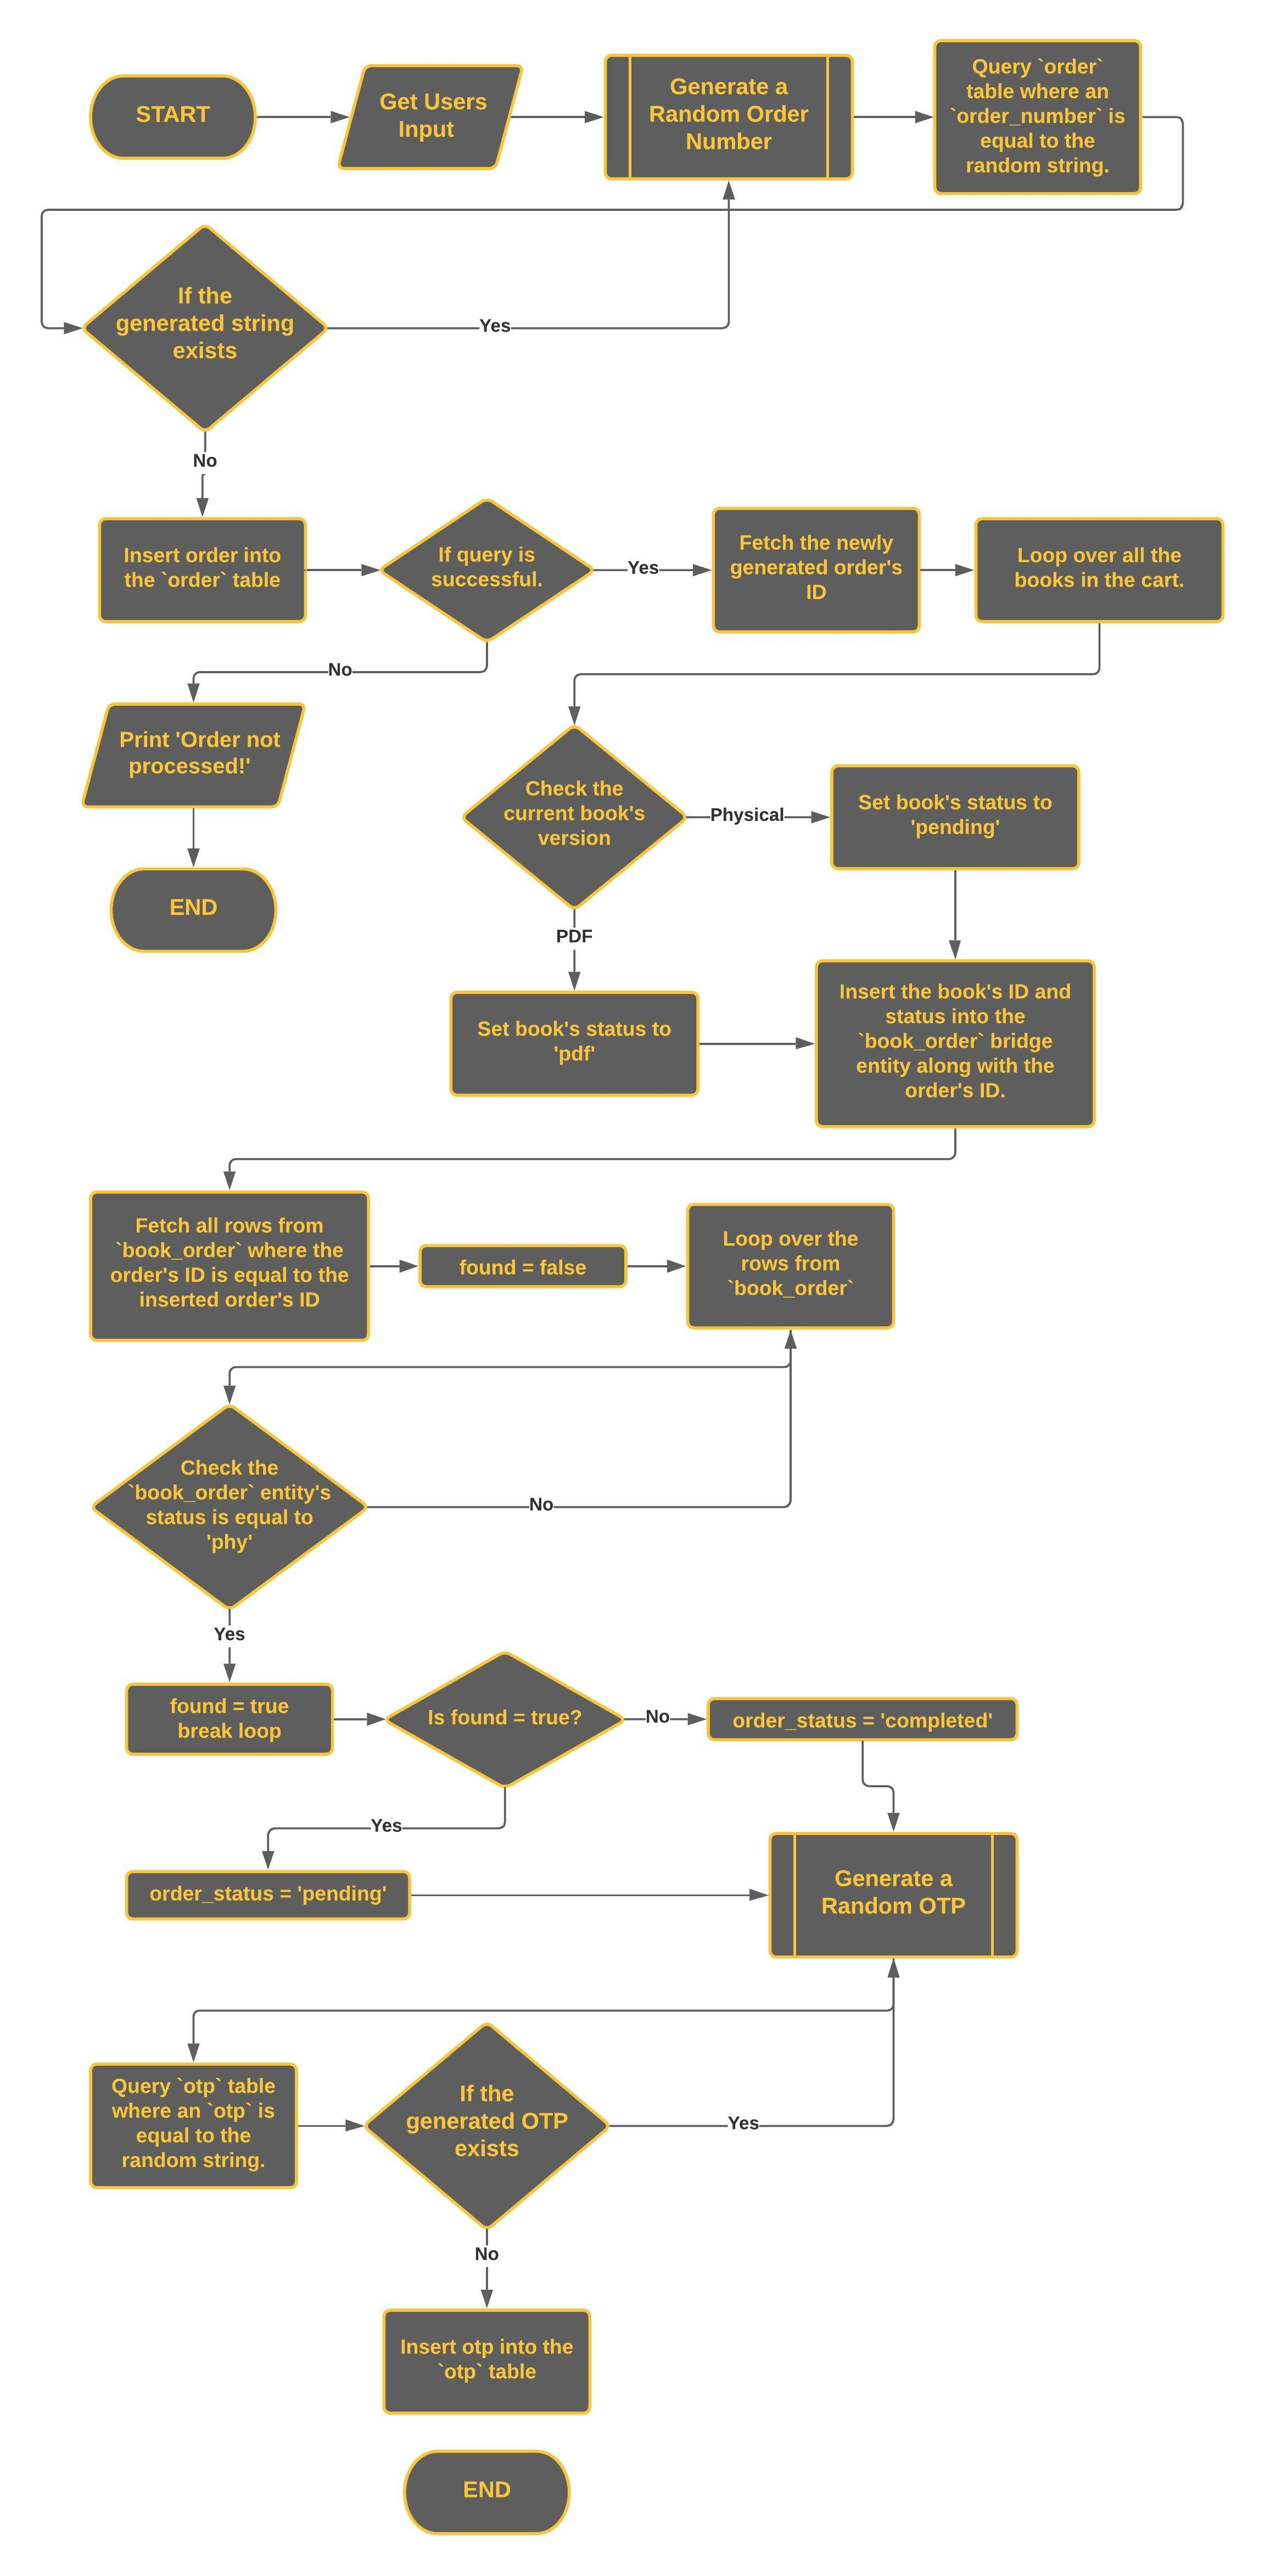 START
Get Users
Input
Generate a
Random Order
Number
Query `order`
table where an
`order_number` is
equal to the
random string.
If the
generated string
exists
Yes
No
Insert order into
the `order` table
If query is
successful.
Yes
Fetch the newly
generated order's
ID
Loop over all the
books in the cart.
No
Print 'Order not
processed!'
END
Check the
current book's
version
Physical
Set book's status to
'pending'
PDF
Set book's status to
'pdf'
Insert the book's ID and
status into the
`book_order` bridge
entity along with the
order's ID.
Fetch all rows from
`book_order` where the
order's ID is equal to the
inserted order's ID
found = false
Loop over the
rows from
`book_order`
Check the
`book_order` entity's
status is equal to
'phy'
No
Yes
found = true
break loop
Is found = true?
No
order_status = 'completed'
Yes
order_status = 'pending'
Generate a
Random OTP
Query `otp` table
where an `otp` is
equal to the
random string.
If the
generated OTP
exists
Yes
No
Insert otp into the
`otp` table
END